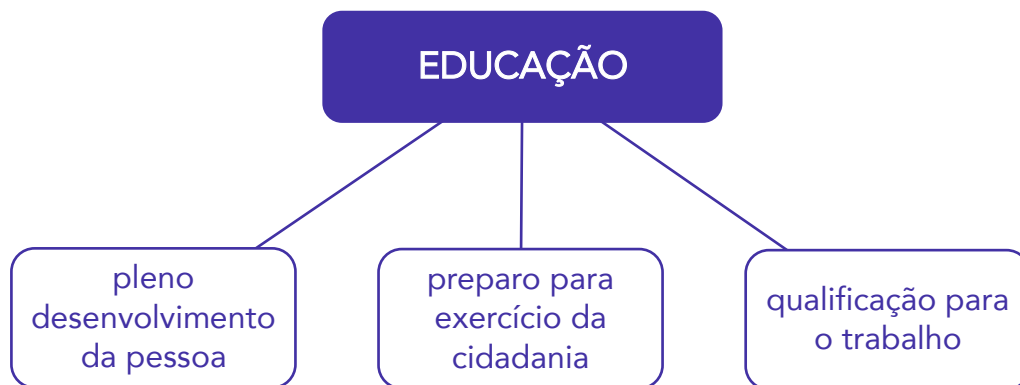 EDUCAÇÃO
pleno
desenvolvimento
da pessoa
preparo para
exercício da
cidadania
qualificação para
o trabalho